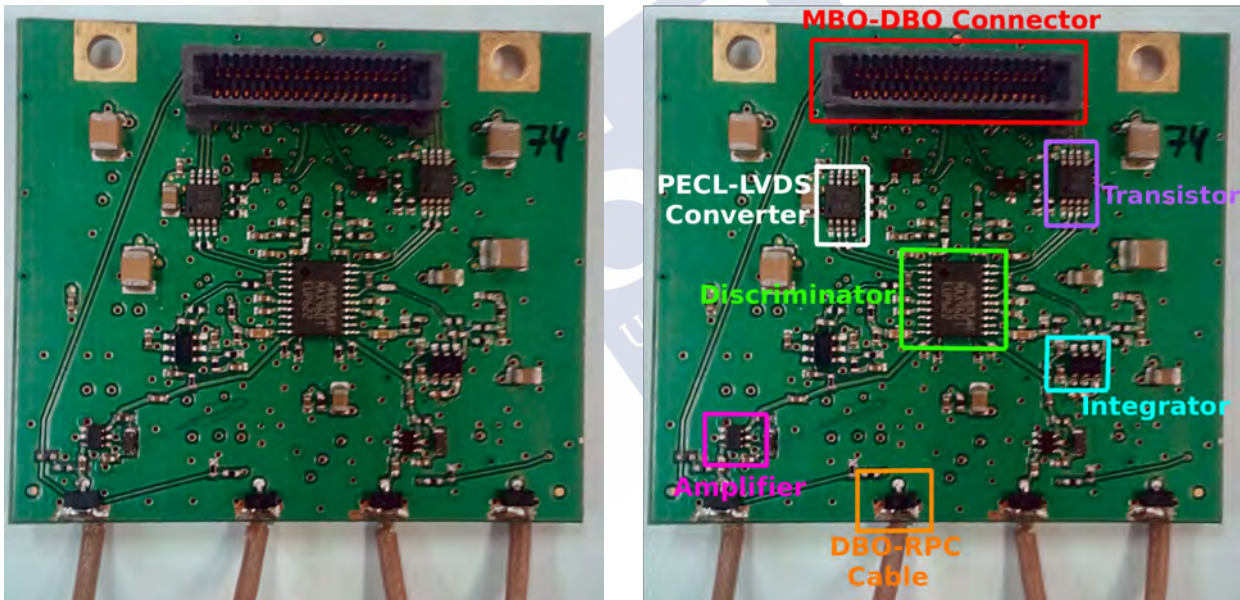 74
MBO-DBO Connector
74
PECL-LVDS
Converter
Transistor
Discriminator
Integrator
Amplifier
DBO-RPC
Cable